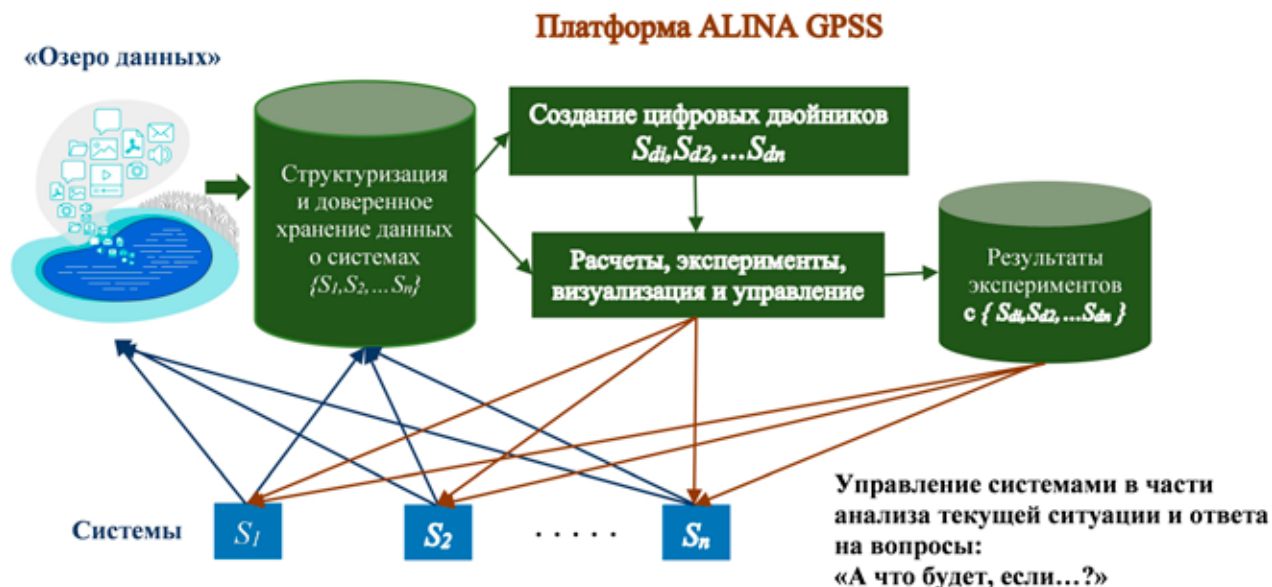 Платформа ALINA GPSS
«Озеро данных»
Структуризация
и доверенное
хранение данных
о системах
{S1,S2,...Sn}
Создание цифровых двойников
Sdi,Sd2,...Sdn
Расчеты, эксперименты,
визуализация и управление
Результаты
экспериментов
с { Sdi,Sd2,...Sdn }
Системы
S1
S2
. . . . .
Sn
Управление системами в части
анализа текущей ситуации и ответа
на вопросы:
«А что будет, если...?»